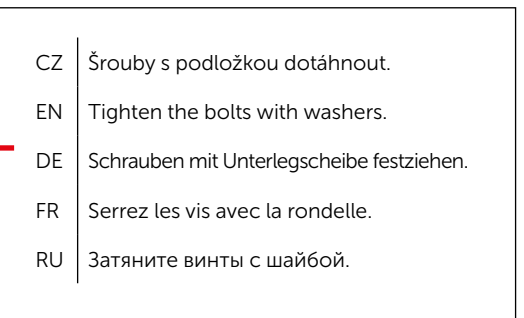 CZ Šrouby s podložkou dotáhnout.
EN Tighten the bolts with washers.
DE Schrauben mit Unterlegscheibe festziehen.
FR Serrez les vis avec la rondelle.
RU Затяните винты с шайбой.